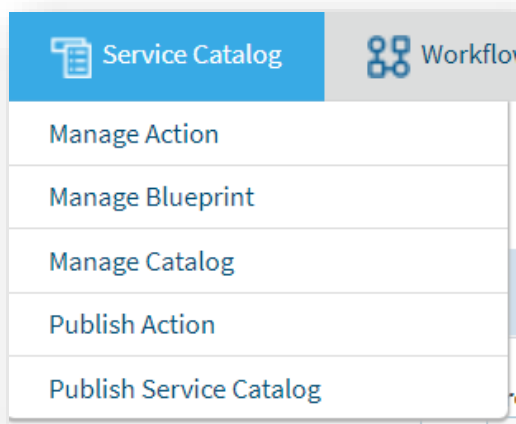 Service Catalog
Manage Action
Manage Blueprint
Manage Catalog
Publish Action
Publish Service Catalog